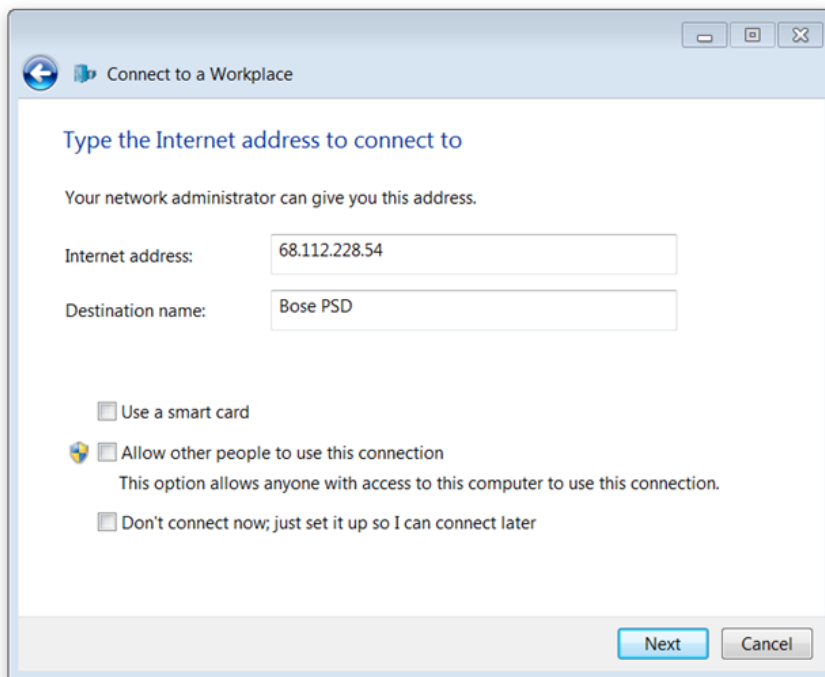 Connect to a Workplace
Type the Internet address to connect to
Your network administrator can give you this address.
Internet address: 68.112.228.54
Destination name: Bose PSD
Use a smart card
Allow other people to use this connection
This option allows anyone with access to this computer to use this connection.
Don't connect now; just set it up so I can connect later
Next Cancel